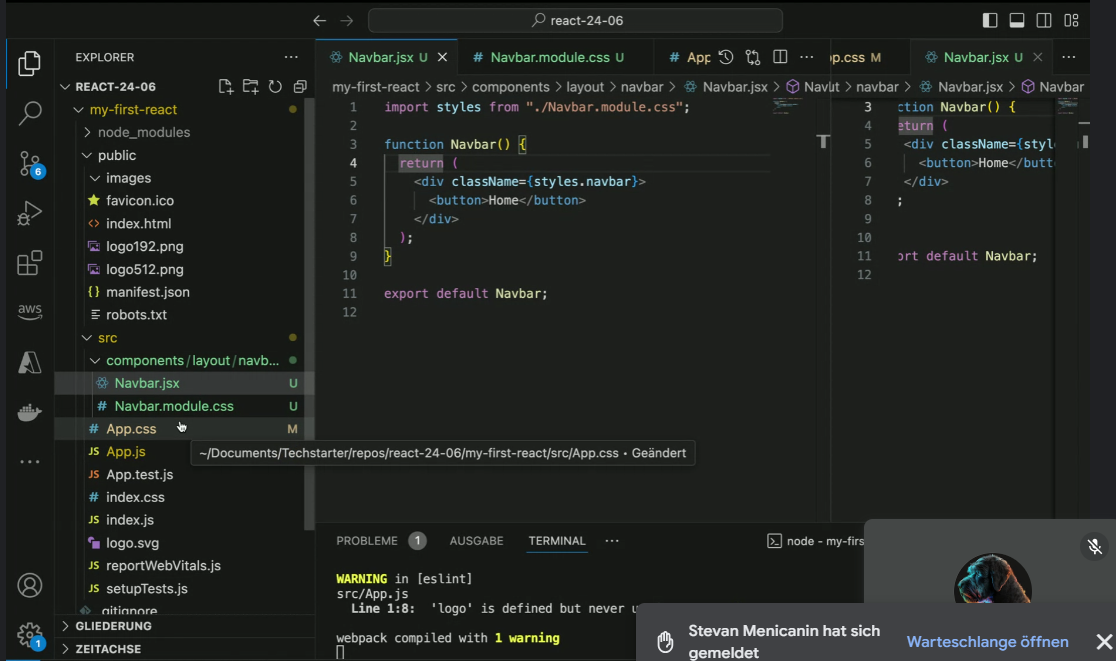 react-24-06
EXPLORER
REACT-24-06
my-first-react
node_modules
public
images
favicon.ico
index.html
logo192.png
logo512.png
manifest.json
robots.txt
src
components/layout/navb...
Navbar.jsx U
Navbar.module.css U
App.css M
App.js
App.test.js
index.css
index.js
logo.svg
reportWebVitals.js
setupTests.js
.gitignore
GLIEDERUNG
ZEITACHSE
6
aws
1
~/Documents/Techstarter/repos/react-24-06/my-first-react/src/App.css • Geändert
Navbar.jsx U
Navbar.module.css U
App
my-first-react > src > components > layout > navbar > Navbar.jsx > Navb
1 import styles from "./Navbar.module.css";
2
3 function Navbar() {
4 return (
5 <div className={styles.navbar}>
6 <button>Home</button>
7 </div>
8 );
9 }
10
11 export default Navbar;
12
pp.css M
Navbar.jsx U
navbar > Navbar.jsx > Navbar
3 ction Navbar() {
4 eturn (
5 <div className={style
6 <button>Home</butt
7 </div>
8 ;
9
10
11 ort default Navbar;
12
PROBLEME 1 AUSGABE TERMINAL
node - my-firs
WARNING in [eslint]
src/App.js
Line 1:8: 'logo' is defined but never u
webpack compiled with 1 warning
Stevan Menicanin hat sich
gemeldet
Warteschlange öffnen